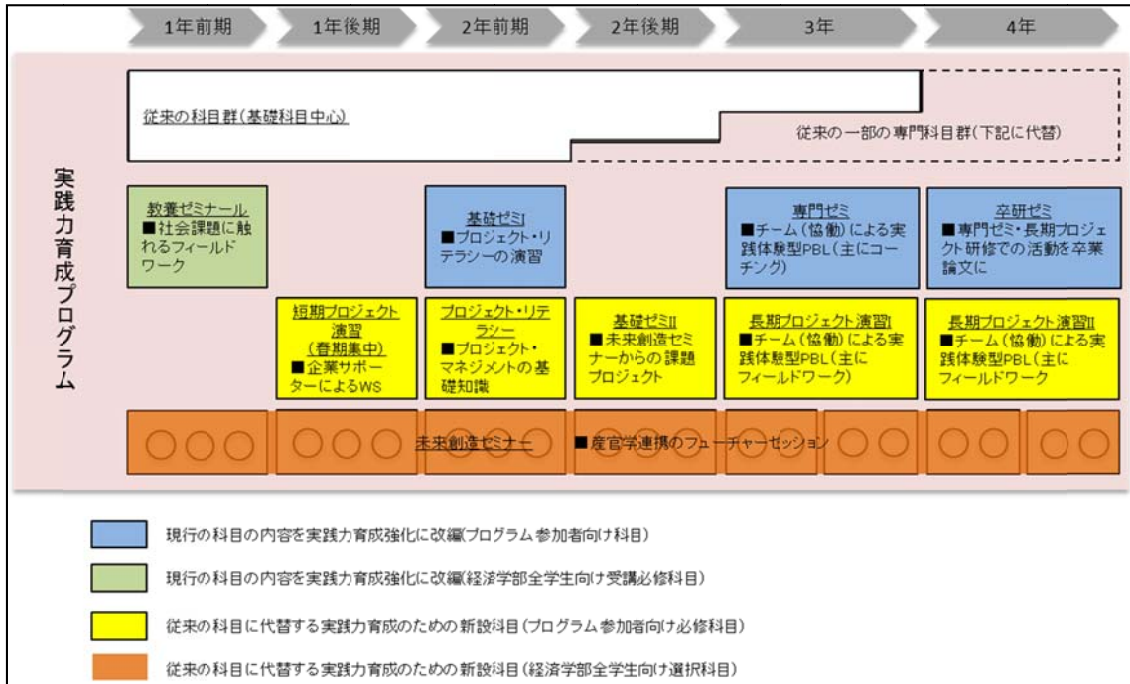 1年前期
1年後期
2年前期
2年後期
3年
4年
実践力育成プログラム
従来の科目群(基礎科目中心)
従来の一部の専門科目群(下記に代替)
教養ゼミナール
■社会課題に触
れるフィールド
ワーク
基礎ゼミI
■プロジェクト・リ
テラシーの演習
専門ゼミ
■チーム(協働)による実
践体験型PBL(主にコー
チング)
卒研ゼミ
■専門ゼミ・長期プロジェ
クト研修での活動を卒業
論文に
短期プロジェクト
演習
(春期集中)
■企業サポー
ターによるWS
プロジェクト・リテ
ラシー
■プロジェクト・
マネジメントの基
礎知識
基礎ゼミII
■未来創造セミ
ナーからの課題
プロジェクト
長期プロジェクト演習I
■チーム(協働)による実
践体験型PBL(主に
フィールドワーク)
長期プロジェクト演習II
■チーム(協働)による実
践体験型PBL(主に
フィールドワーク
未来創造セミナー ■産官学連携のフューチャーセッション
現行の科目の内容を実践力育成強化に改編(プログラム参加者向け科目)
現行の科目の内容を実践力育成強化に改編(経済学部全学生向け受講必修科目)
従来の科目に代替する実践力育成のための新設科目(プログラム参加者向け必修科目)
従来の科目に代替する実践力育成のための新設科目(経済学部全学生向け選択科目)